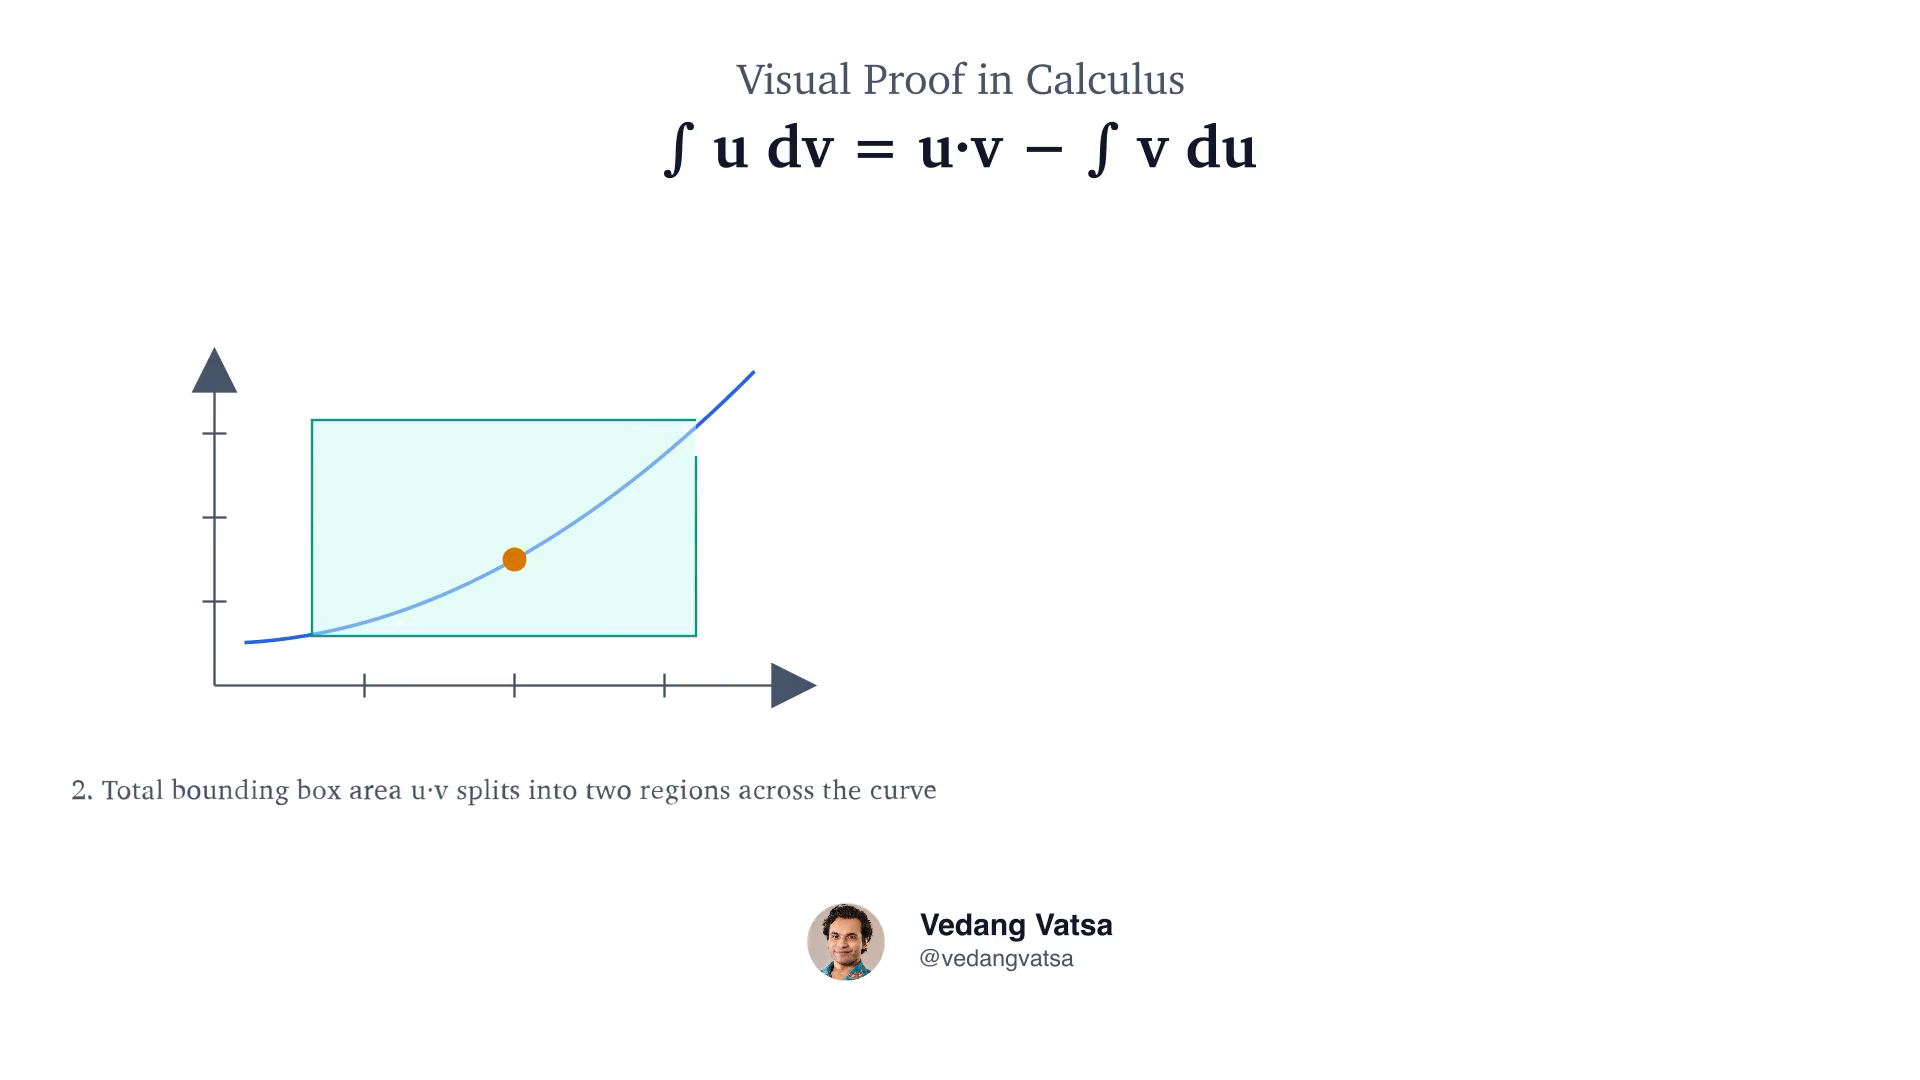 Visual Proof in Calculus
∫ u dv = u·v − ∫ v du
2. Total bounding box area u·v splits into two regions across the curve
Vedang Vatsa
@vedangvatsa